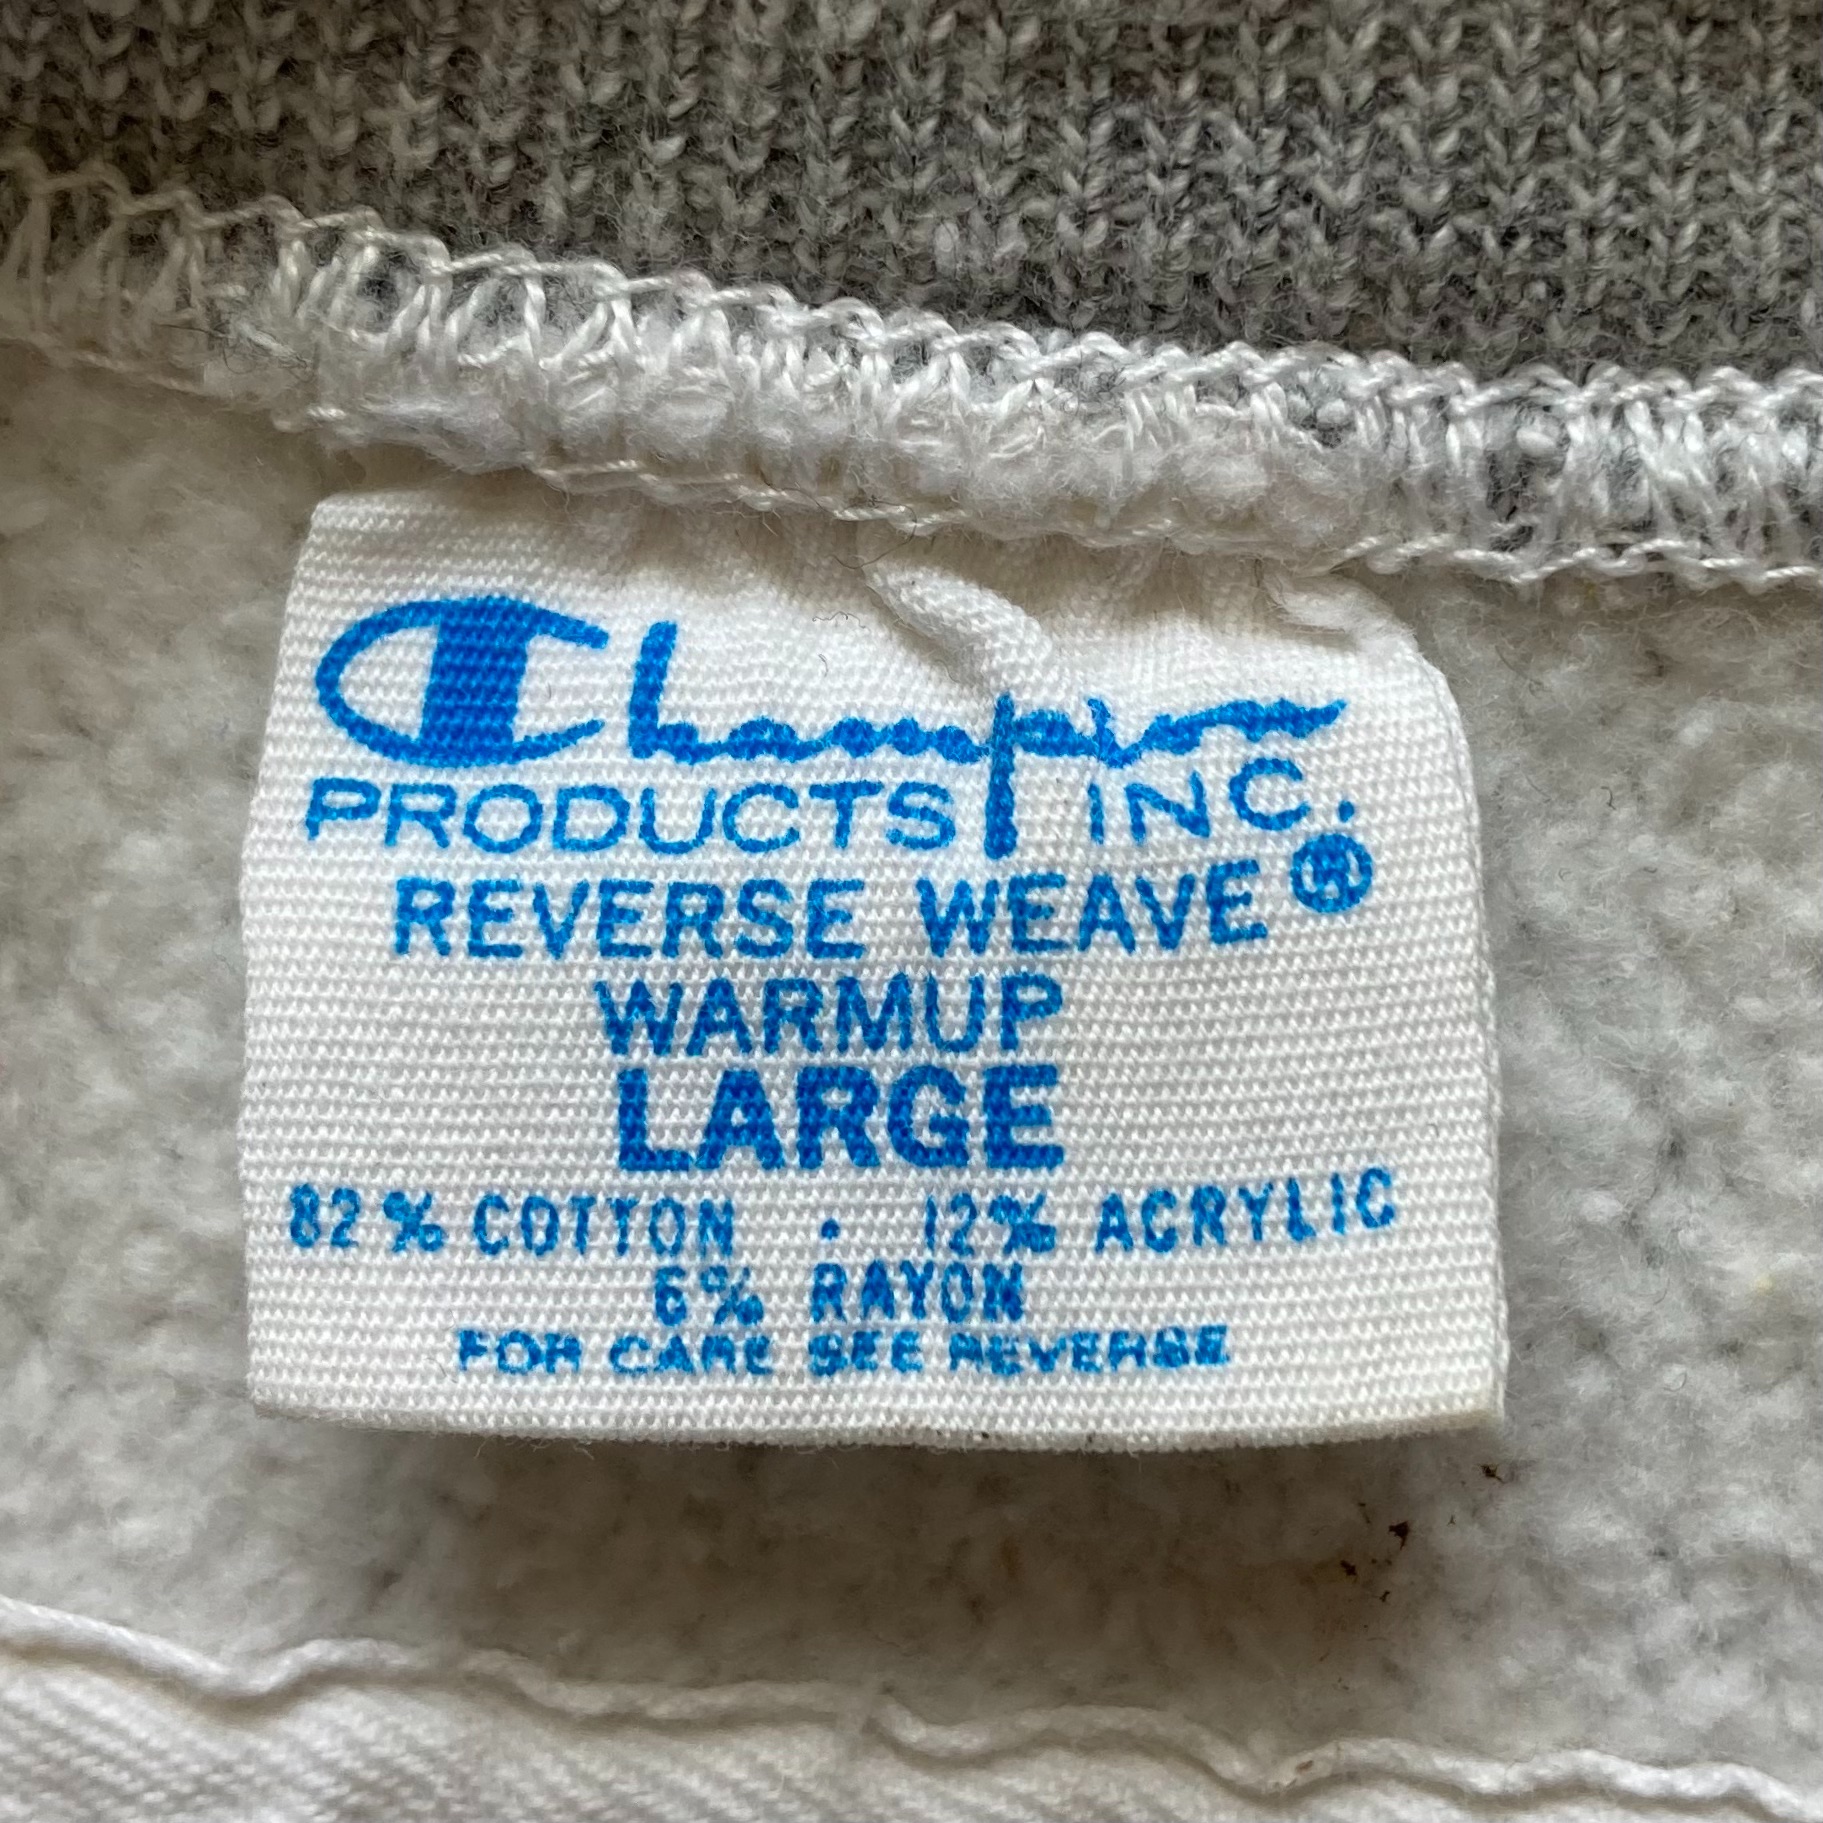 Champion
PRODUCTS INC.
REVERSE WEAVE®
WARMUP
LARGE
82% COTTON · 12% ACRYLIC
6% RAYON
FOR CARE SEE REVERSE